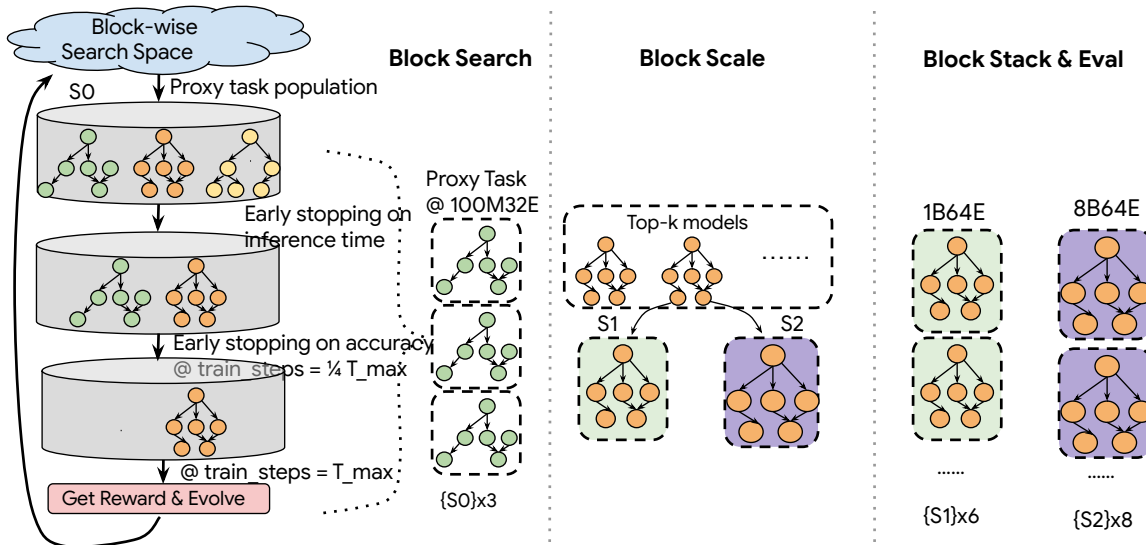 Block-wise
Search Space
S0
Proxy task population
Early stopping on
inference time
Early stopping on accuracy
@ train_steps = ¼ T_max
@ train_steps = T_max
Get Reward & Evolve
Block Search
Proxy Task
@ 100M32E
{S0}x3
Block Scale
Top-k models
........
S1
S2
Block Stack & Eval
1B64E
8B64E
......
......
{S1}x6
{S2}x8